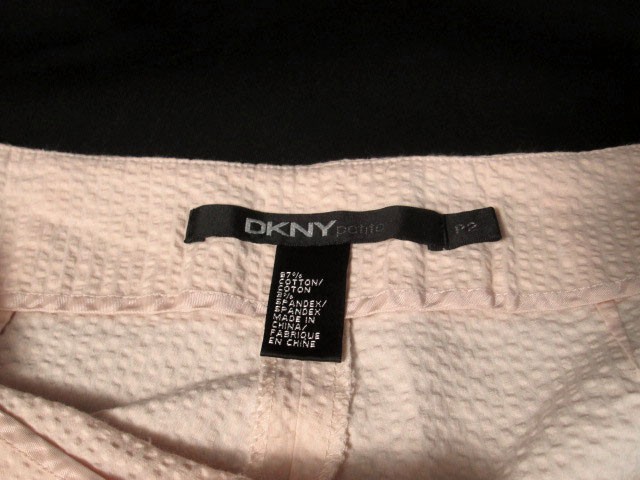 DKNY petite P2
97%
COTTON/
COTON
3%
SPANDEX/
SPANDEX
MADE IN
CHINA/
FABRIQUE
EN CHINE